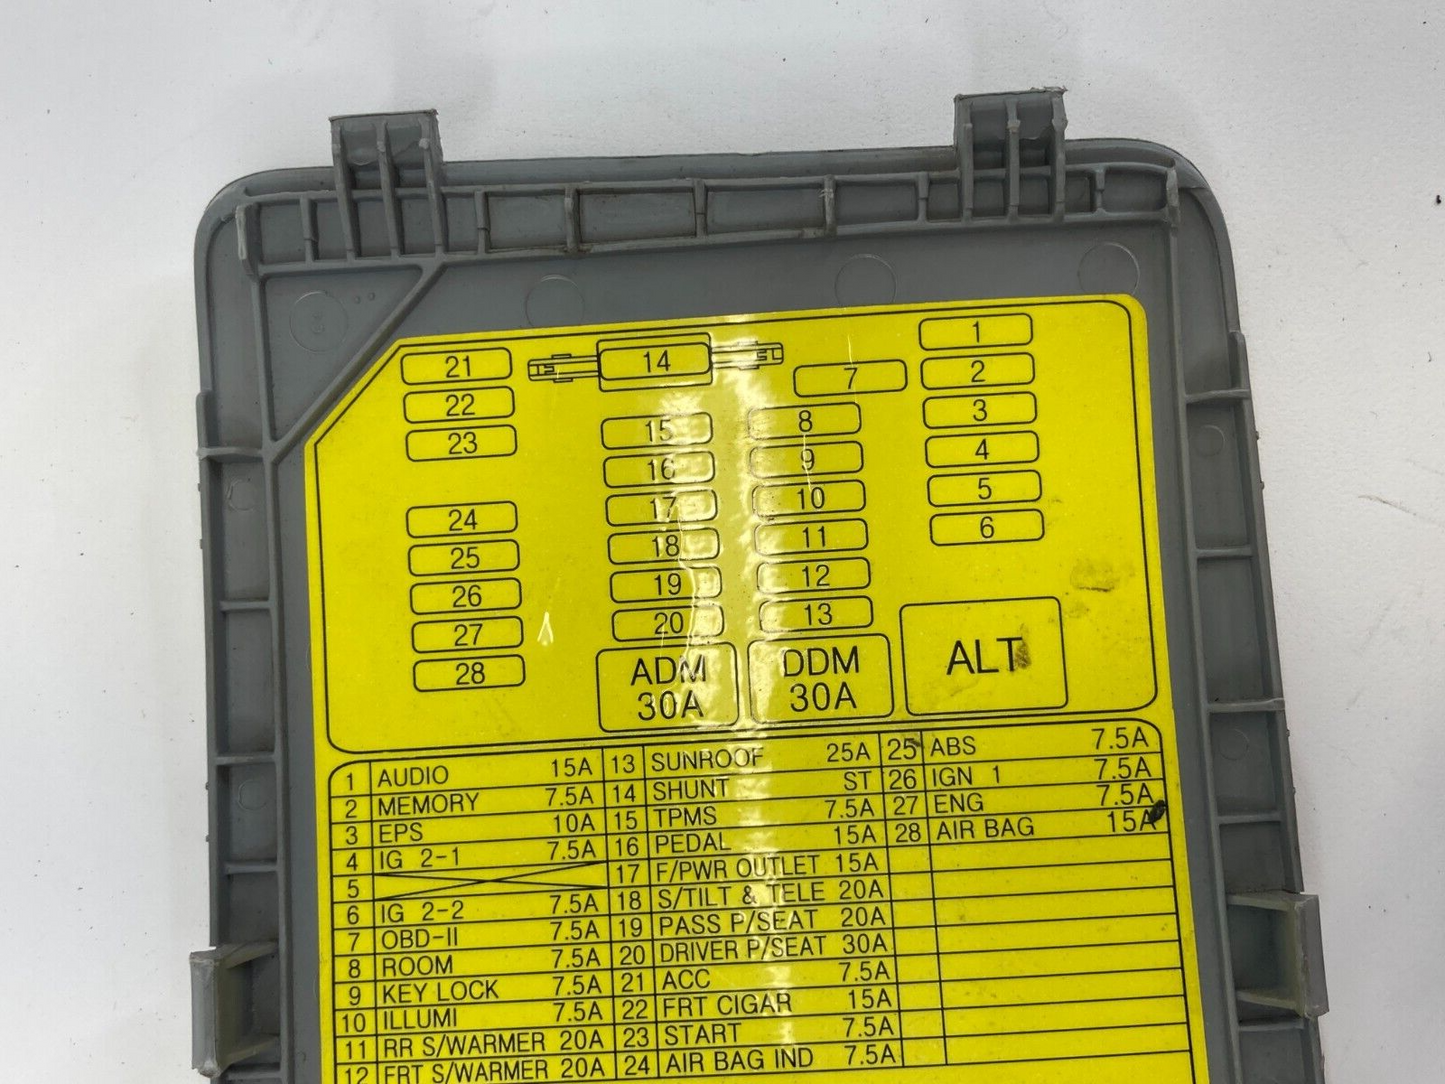 21
22
23
24
25
26
27
28
14
15
16
17
18
19
20
ADM
30A
7
8
9
10
11
12
13
DDM
30A
1
2
3
4
5
6
ALT
1 AUDIO 15A 13 SUNROOF 25A 25 ABS 7.5A
2 MEMORY 7.5A 14 SHUNT ST 26 IGN 1 7.5A
3 EPS 10A 15 TPMS 7.5A 27 ENG 7.5A
4 IG 2-1 7.5A 16 PEDAL 15A 28 AIR BAG 15A
5 17 F/PWR OUTLET 15A
6 IG 2-2 7.5A 18 S/TILT & TELE 20A
7 OBD-II 7.5A 19 PASS P/SEAT 20A
8 ROOM 7.5A 20 DRIVER P/SEAT 30A
9 KEY LOCK 7.5A 21 ACC 7.5A
10 ILLUMI 7.5A 22 FRT CIGAR 15A
11 RR S/WARMER 20A 23 START 7.5A
12 FRT S/WARMER 20A 24 AIR BAG IND 7.5A